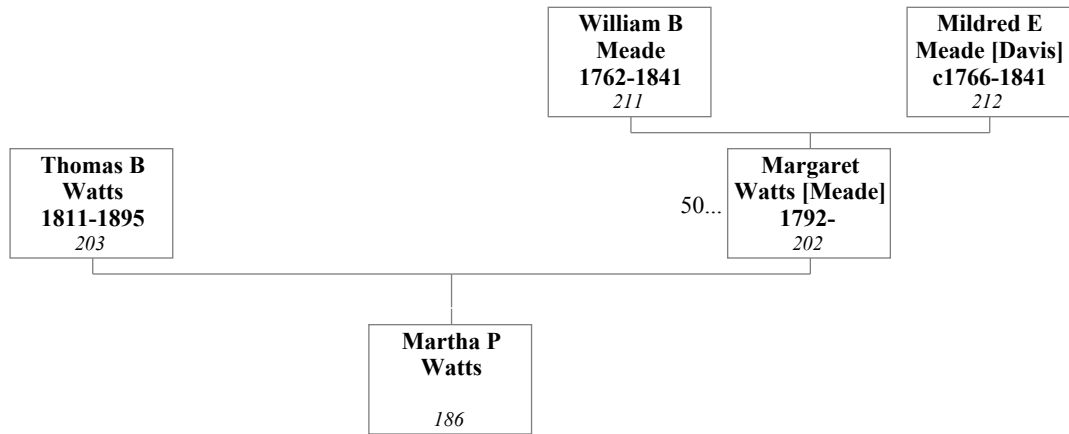 William B
Meade
1762-1841
211
Mildred E
Meade [Davis]
c1766-1841
212
Thomas B
Watts
1811-1895
203
50...
Margaret
Watts [Meade]
1792-
202
Martha P
Watts
186